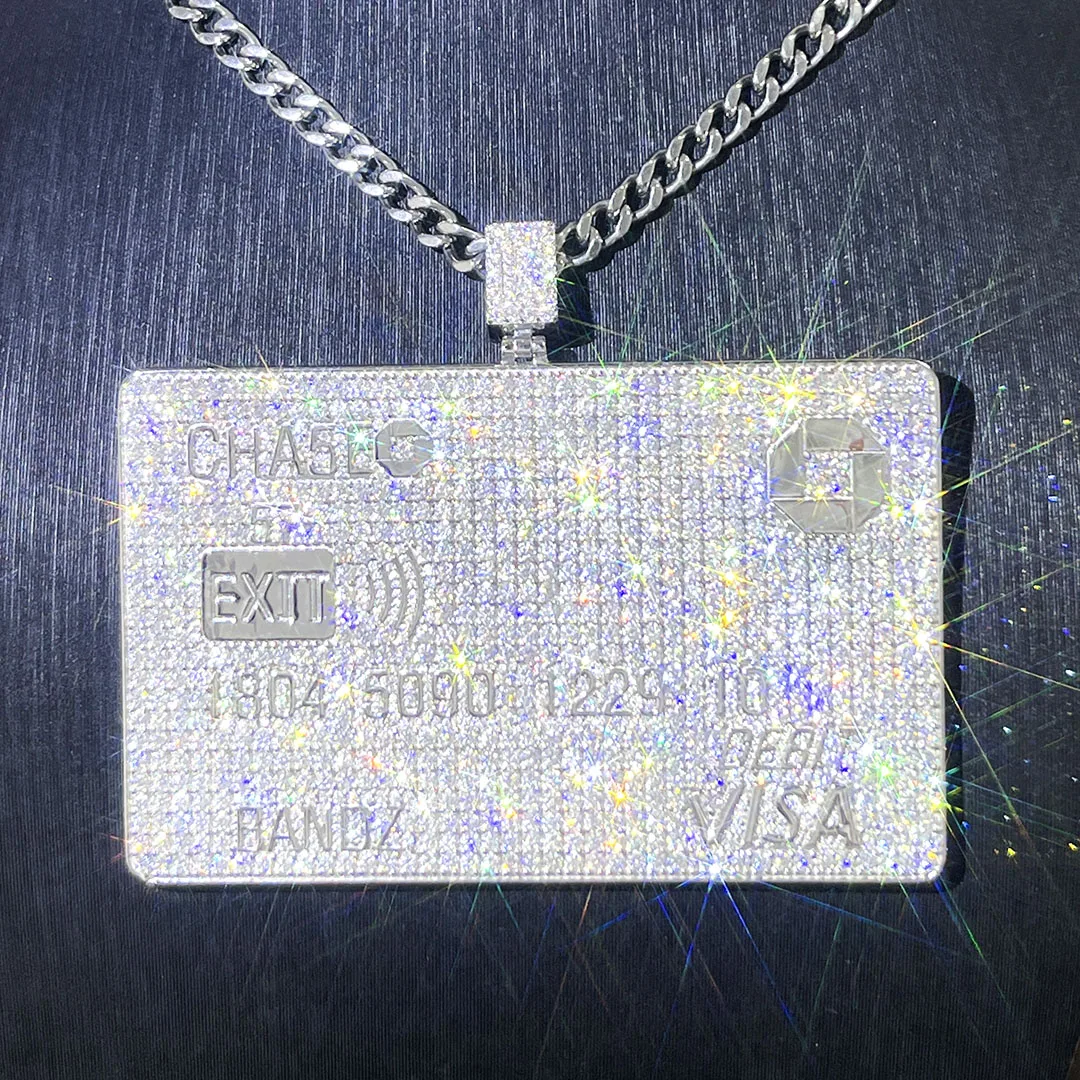 CHASE
EXIT
1804 5090 1229 10
DEBIT
VISA
BANDZ